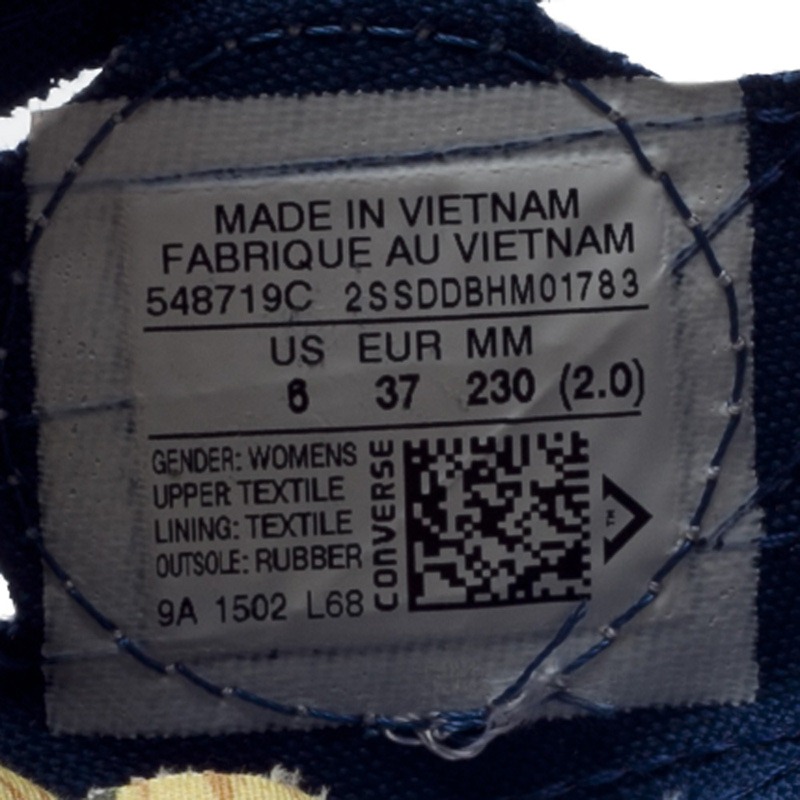 MADE IN VIETNAM
FABRIQUE AU VIETNAM
548719C 2SSDDBHM01783
US EUR MM
6 37 230 (2.0)
GENDER: WOMENS
UPPER TEXTILE
LINING: TEXTILE
OUTSOLE: RUBBER
9A 1502 L68
CONVERSE
TM